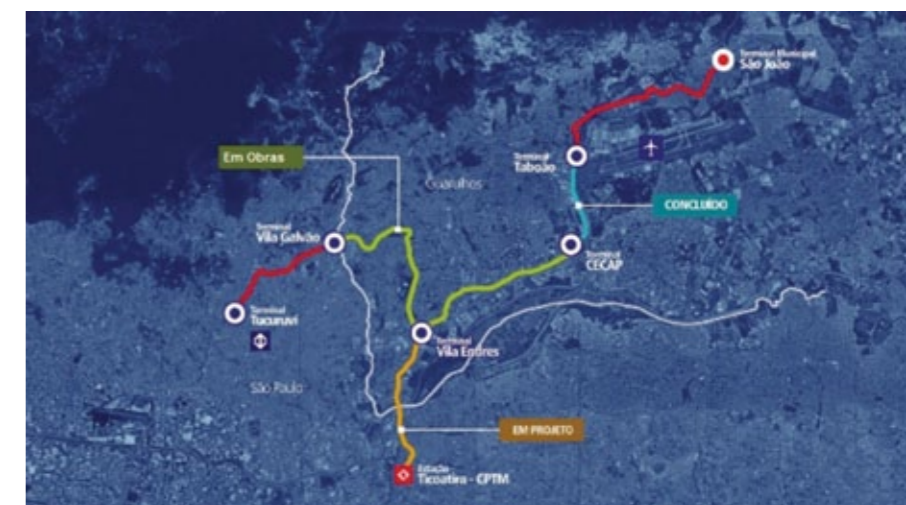 Terminal Municipal
São João
Terminal
Taboão
Em Obras
Guarulhos
CONCLUÍDO
Terminal
Vila Galvão
Terminal
CECAP
Terminal
Tucuruvi
Terminal
Vila Endres
São Paulo
EM PROJETO
Estação
Ticoatira - CPTM